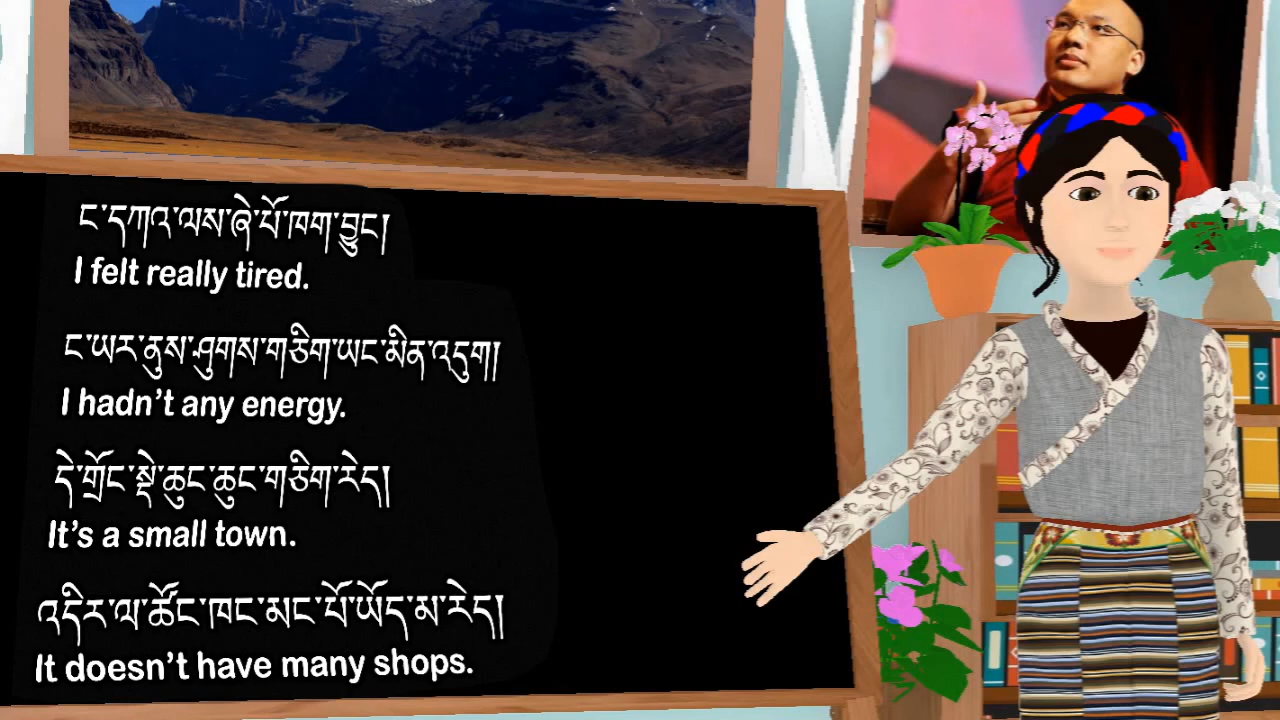 ང་དཀའ་ལས་ཞེ་པོ་ཁག་བྱུང།
I felt really tired.
ང་ཡར་ནུས་ཤུགས་གཅིག་ཡང་མིན་འདུག།
I hadn’t any energy.
དེ་གྲོང་སྡེ་ཆུང་ཆུང་གཅིག་རེད།
It’s a small town.
འདིར་ལ་ཚོང་ཁང་མང་པོ་ཡོད་མ་རེད།
It doesn’t have many shops.